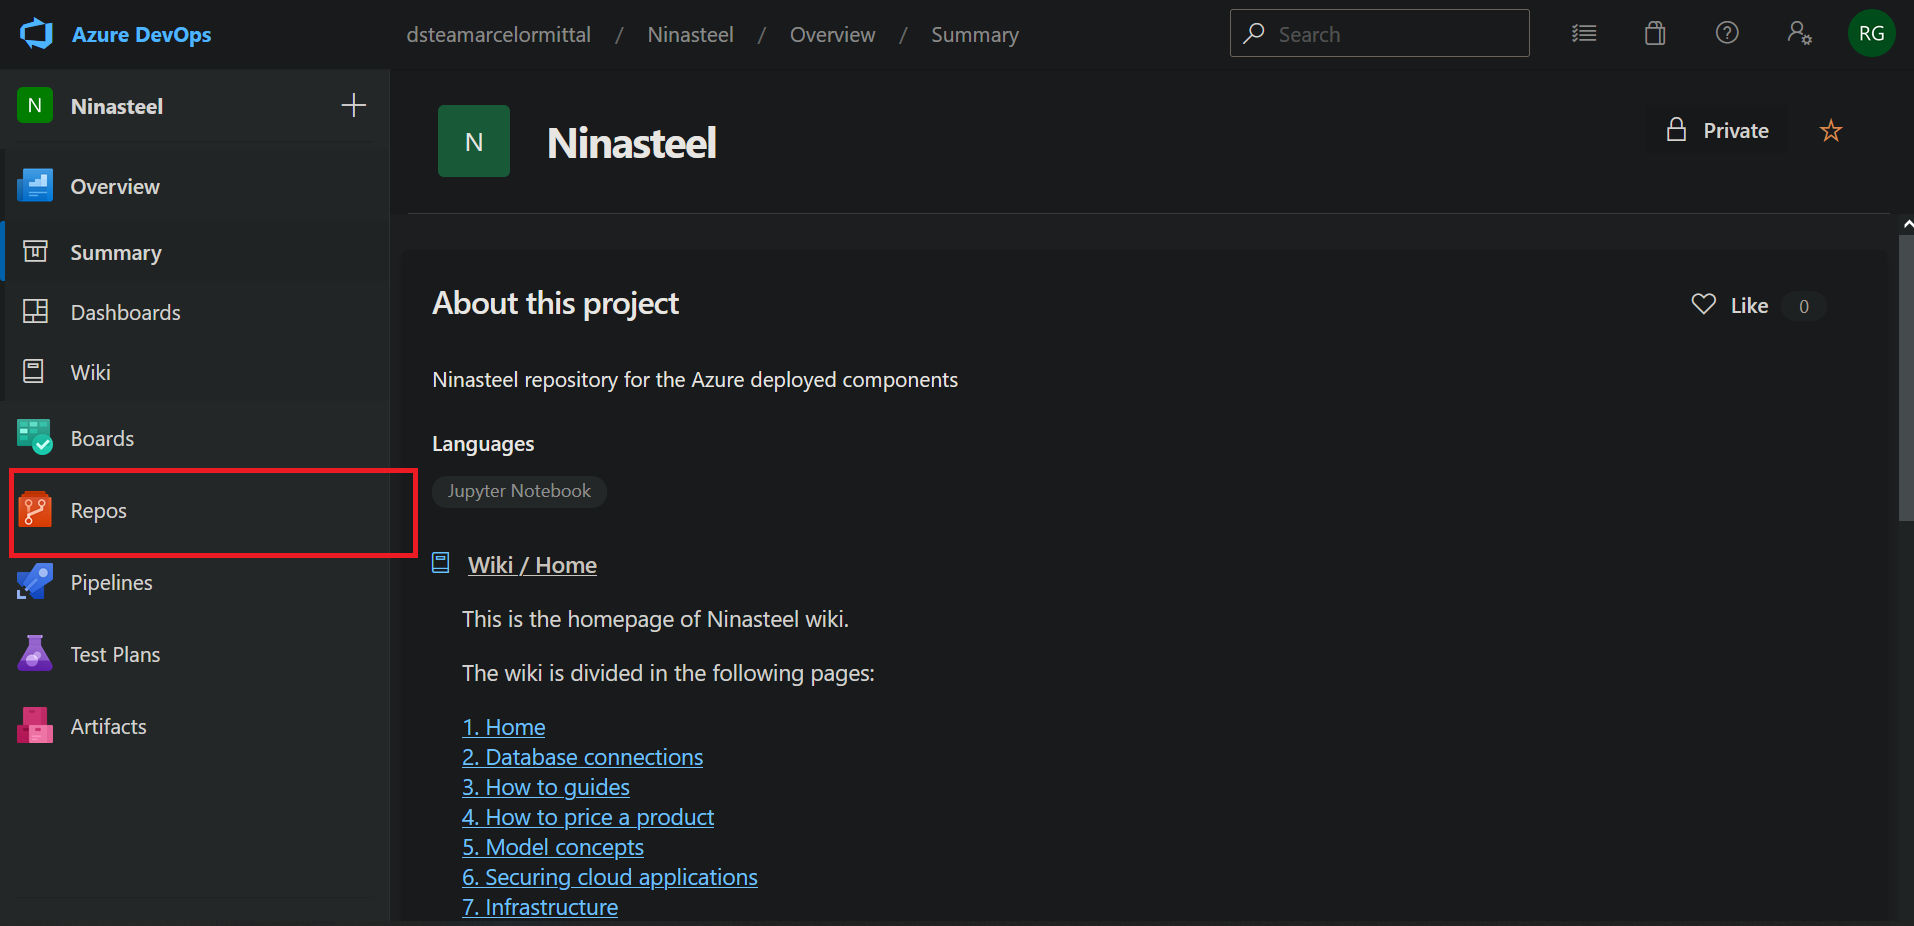 Azure DevOps
dsteamarcelormittal / Ninasteel / Overview / Summary
Search
RG
N Ninasteel
Overview
Summary
Dashboards
Wiki
Boards
Repos
Pipelines
Test Plans
Artifacts
N Ninasteel
Private
About this project
Like 0
Ninasteel repository for the Azure deployed components
Languages
Jupyter Notebook
Wiki / Home
This is the homepage of Ninasteel wiki.
The wiki is divided in the following pages:
1. Home
2. Database connections
3. How to guides
4. How to price a product
5. Model concepts
6. Securing cloud applications
7. Infrastructure